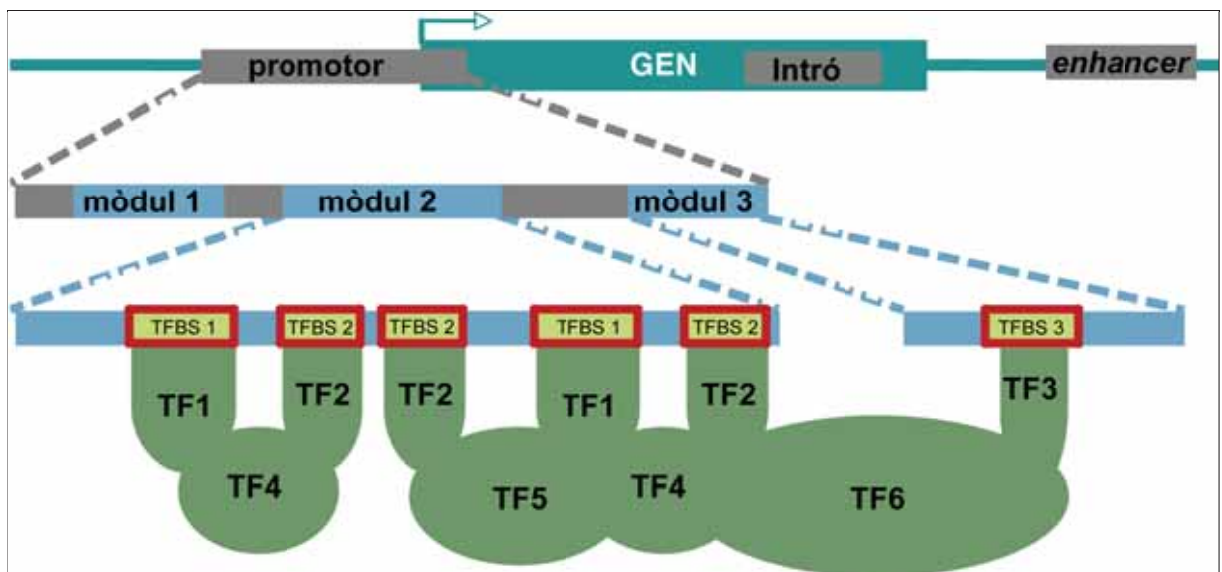 promotor GEN Intró enhancer
mòdul 1 mòdul 2 mòdul 3
TFBS 1 TFBS 2 TFBS 2 TFBS 1 TFBS 2 TFBS 3
TF1 TF2 TF2 TF1 TF2 TF3
TF4 TF5 TF4 TF6